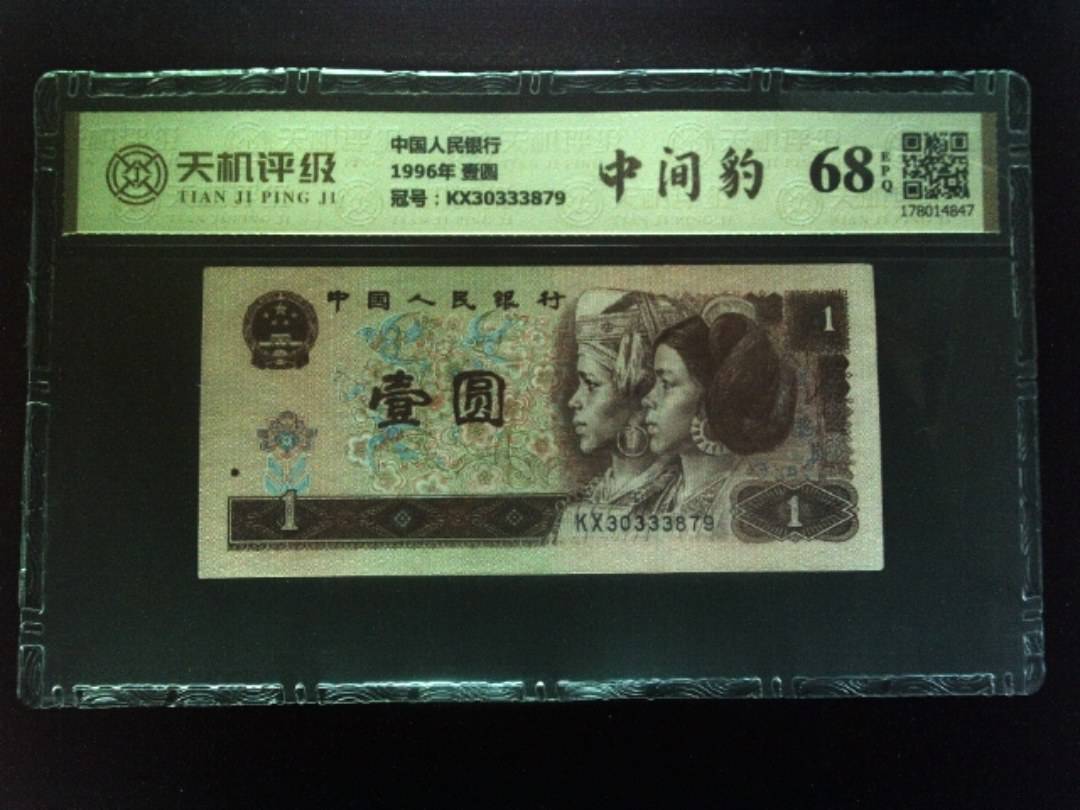 天机评级
TIAN JI PING JI
中国人民银行
1996年 壹圆
冠号：KX30333879
中间豹
68
EPQ
178014847
中国人民银行
壹圆
1
1
KX30333879
1